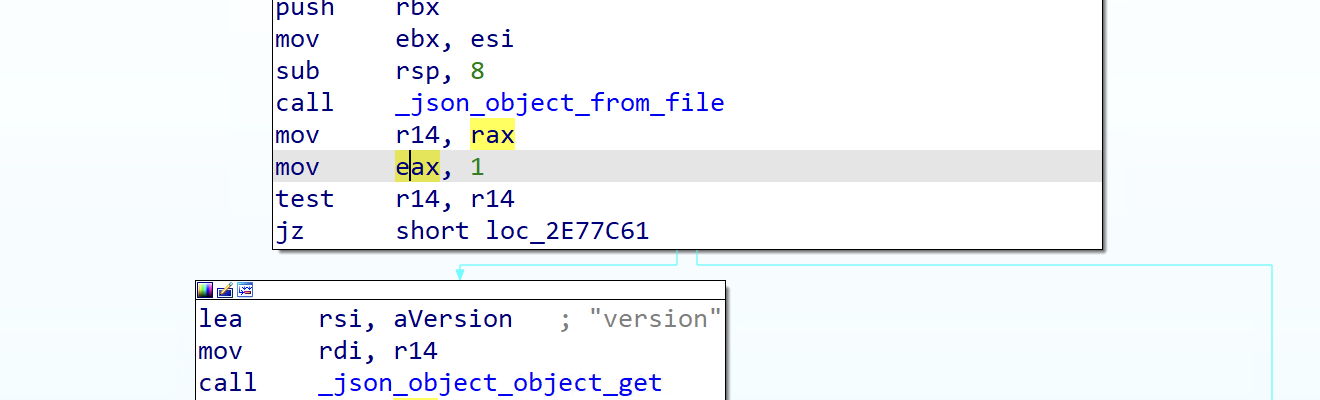 push rbx
mov ebx, esi
sub rsp, 8
call _json_object_from_file
mov r14, rax
mov eax, 1
test r14, r14
jz short loc_2E77C61
lea rsi, aVersion ; "version"
mov rdi, r14
call _json_object_object_get